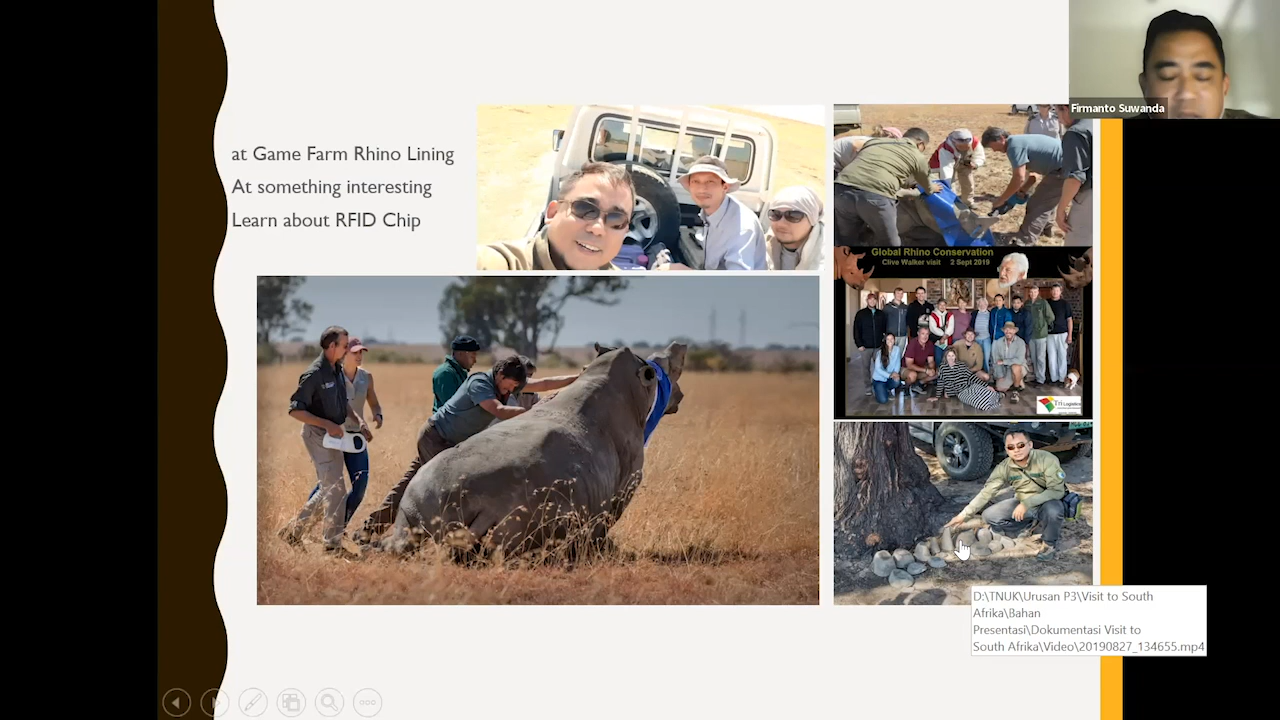 Firmanto Suwanda
at Game Farm Rhino Lining
At something interesting
Learn about RFID Chip
Global Rhino Conservation
Clive Walker visit 2 Sept 2019
D:\TNUK\Urusan P3\Visit to South
Afrika\Bahan
Presentasi\Dokumentasi Visit to
South Afrika\Video\20190827_134655.mp4